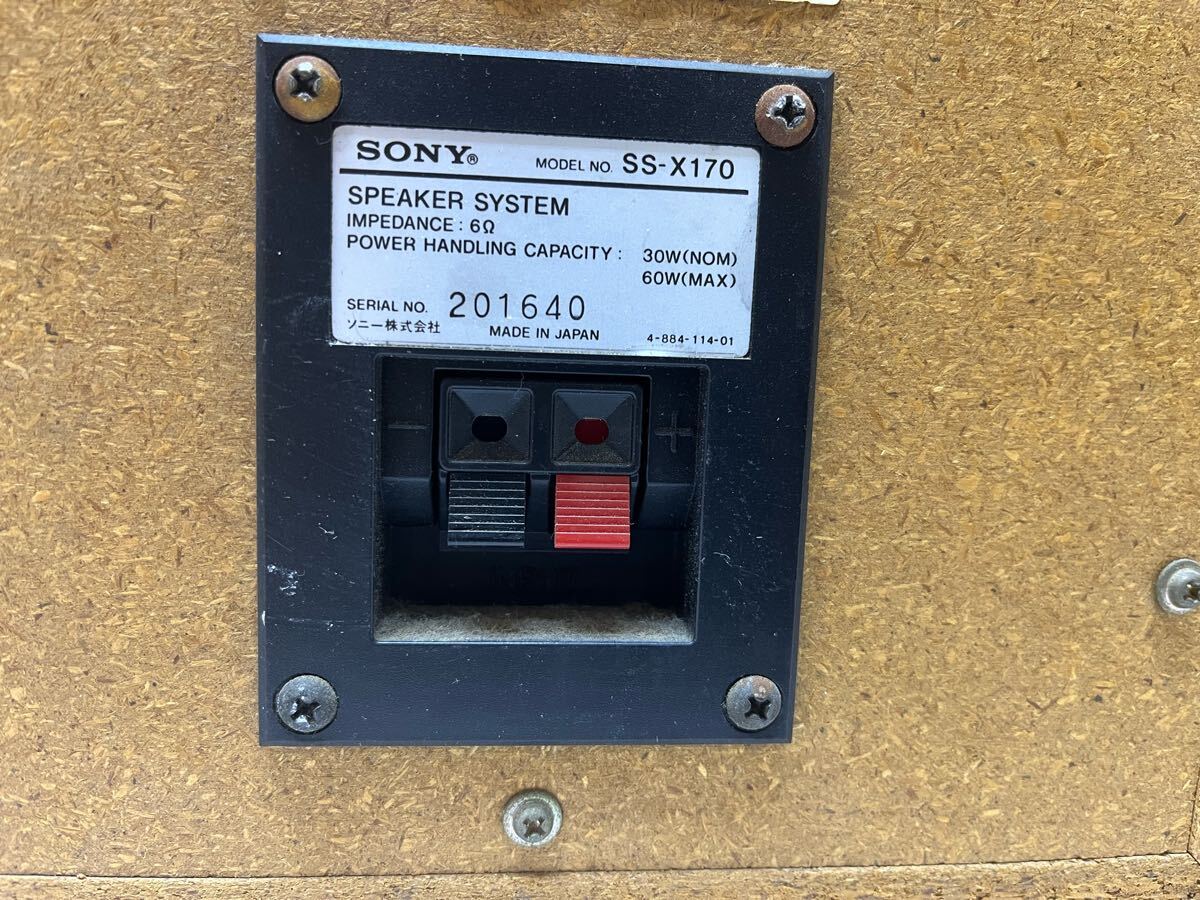 SONY® MODEL NO. SS-X170
SPEAKER SYSTEM
IMPEDANCE : 6Ω
POWER HANDLING CAPACITY : 30W(NOM)
60W(MAX)
SERIAL NO. 201640
ソニー株式会社 MADE IN JAPAN 4-884-114-01
− +